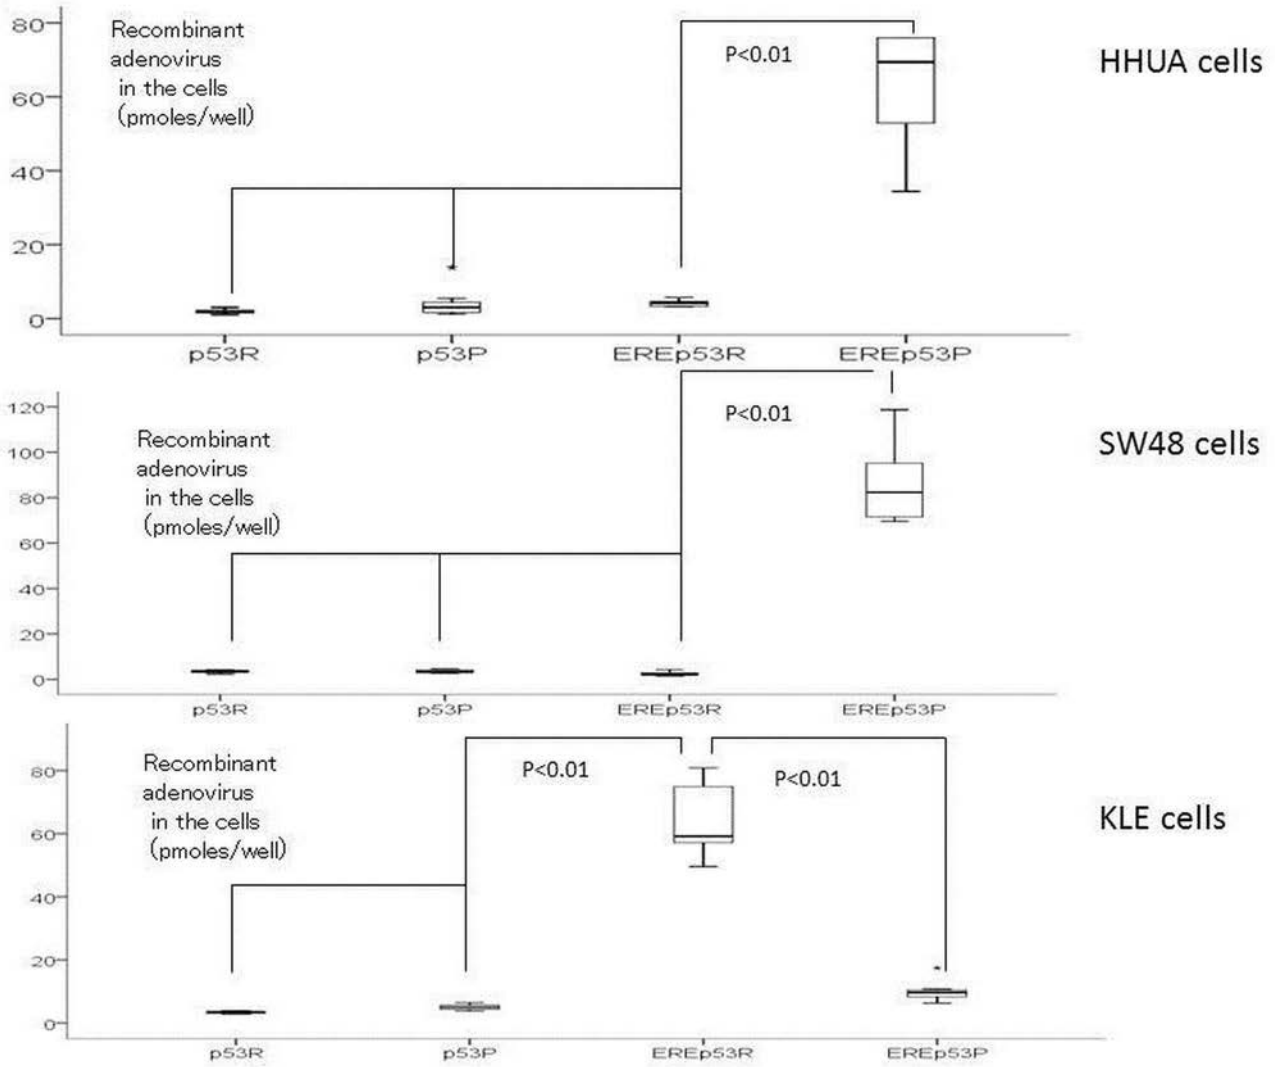 80
60
40
20
0
Recombinant
adenovirus
in the cells
(pmoles/well)
P<0.01
HHUA cells
p53R p53P EREp53R EREp53P
120
100
80
60
40
20
0
Recombinant
adenovirus
in the cells
(pmoles/well)
P<0.01
SW48 cells
p53R p53P EREp53R EREp53P
80
60
40
20
0
Recombinant
adenovirus
in the cells
(pmoles/well)
P<0.01 P<0.01
KLE cells
p53R p53P EREp53R EREp53P